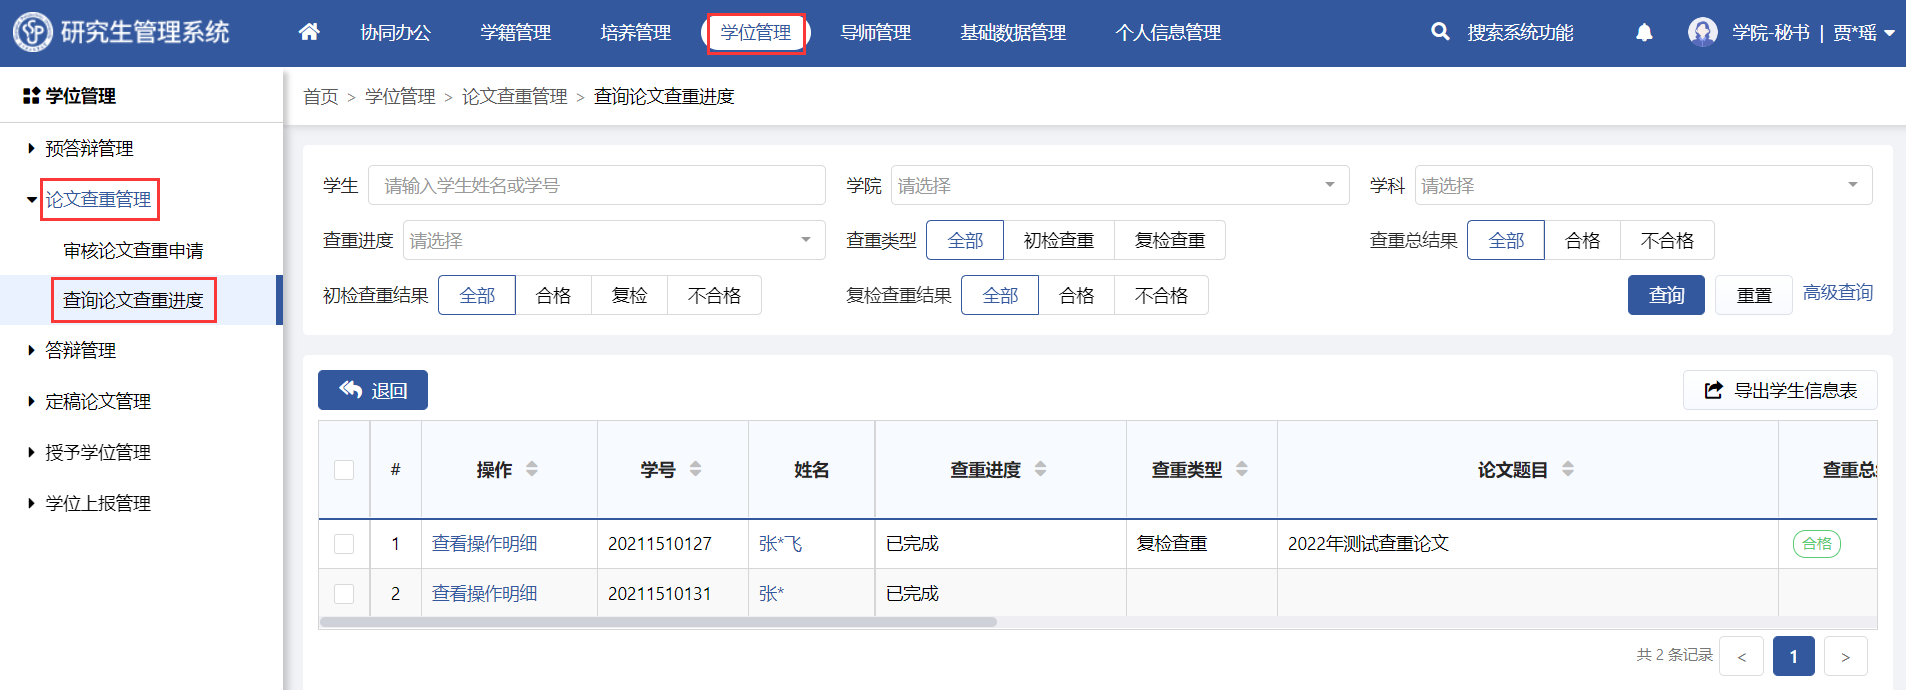 研究生管理系统
协同办公 学籍管理 培养管理 学位管理 导师管理 基础数据管理 个人信息管理 搜索系统功能 学院-秘书 | 贾*瑶
学位管理
预答辩管理
论文查重管理
审核论文查重申请
查询论文查重进度
答辩管理
定稿论文管理
授予学位管理
学位上报管理
首页 > 学位管理 > 论文查重管理 > 查询论文查重进度
学生 请输入学生姓名或学号 学院 请选择 学科 请选择
查重进度 请选择 查重类型 全部 初检查重 复检查重 查重总结果 全部 合格 不合格
初检查重结果 全部 合格 复检 不合格 复检查重结果 全部 合格 不合格 查询 重置 高级查询
退回 导出学生信息表
# 操作 学号 姓名 查重进度 查重类型 论文题目 查重总
1 查看操作明细 20211510127 张*飞 已完成 复检查重 2022年测试查重论文 合格
2 查看操作明细 20211510131 张* 已完成
共 2 条记录 < 1 >